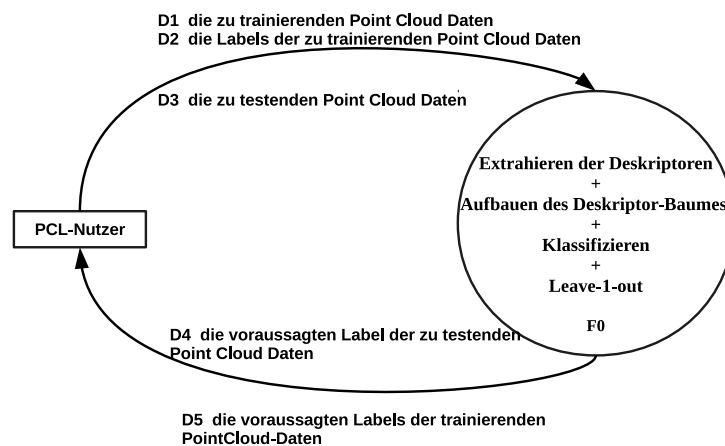 D1 die zu trainierenden Point Cloud Daten
D2 die Labels der zu trainierenden Point Cloud Daten
D3 die zu testenden Point Cloud Daten
Extrahieren der Deskriptoren
+
Aufbauen des Deskriptor-Baumes
+
Klassifizieren
+
Leave-1-out
F0
PCL-Nutzer
D4 die voraussagten Label der zu testenden
Point Cloud Daten
D5 die voraussagten Labels der trainierenden
PointCloud-Daten